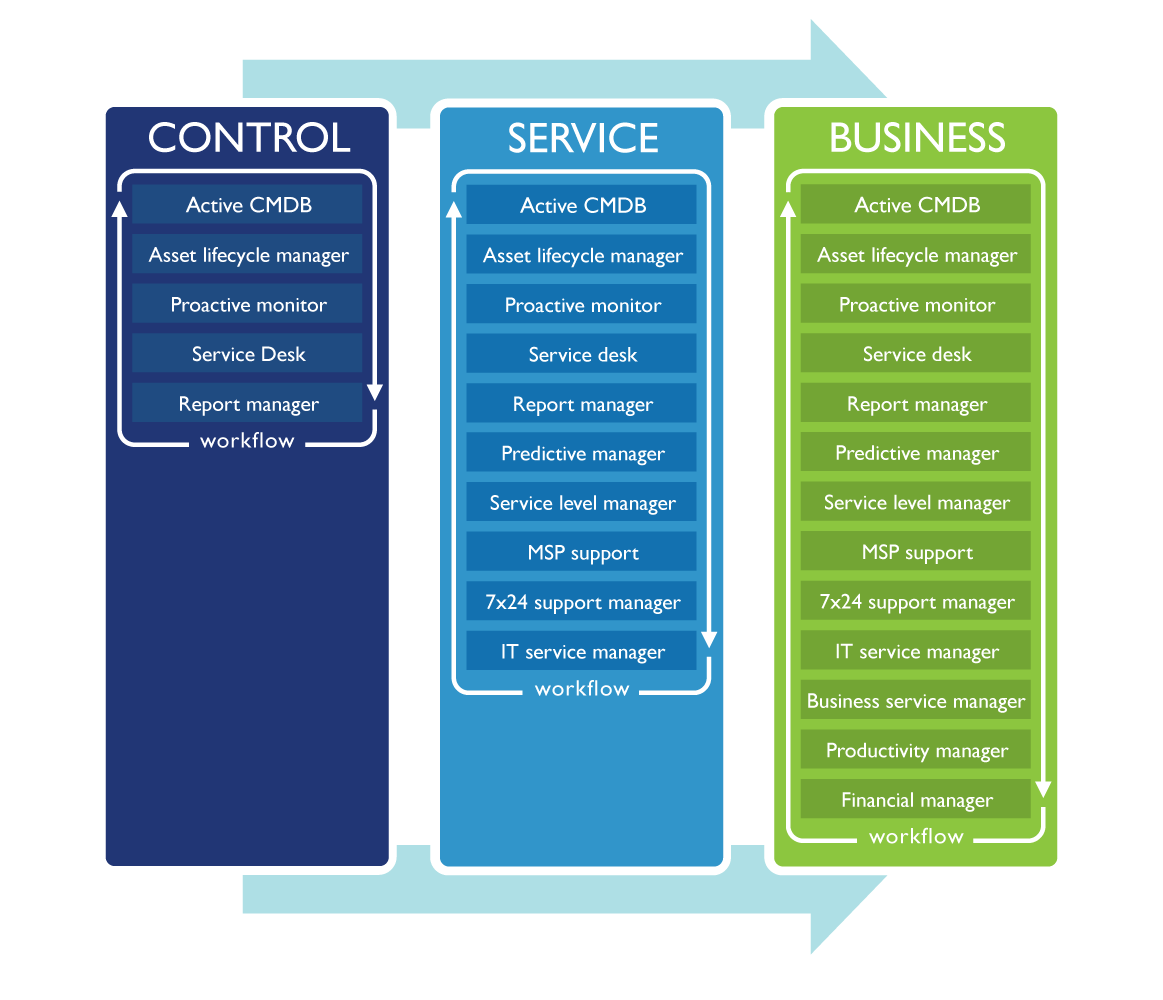 CONTROL
Active CMDB
Asset lifecycle manager
Proactive monitor
Service Desk
Report manager
workflow
SERVICE
Active CMDB
Asset lifecycle manager
Proactive monitor
Service desk
Report manager
Predictive manager
Service level manager
MSP support
7x24 support manager
IT service manager
workflow
BUSINESS
Active CMDB
Asset lifecycle manager
Proactive monitor
Service desk
Report manager
Predictive manager
Service level manager
MSP support
7x24 support manager
IT service manager
Business service manager
Productivity manager
Financial manager
workflow